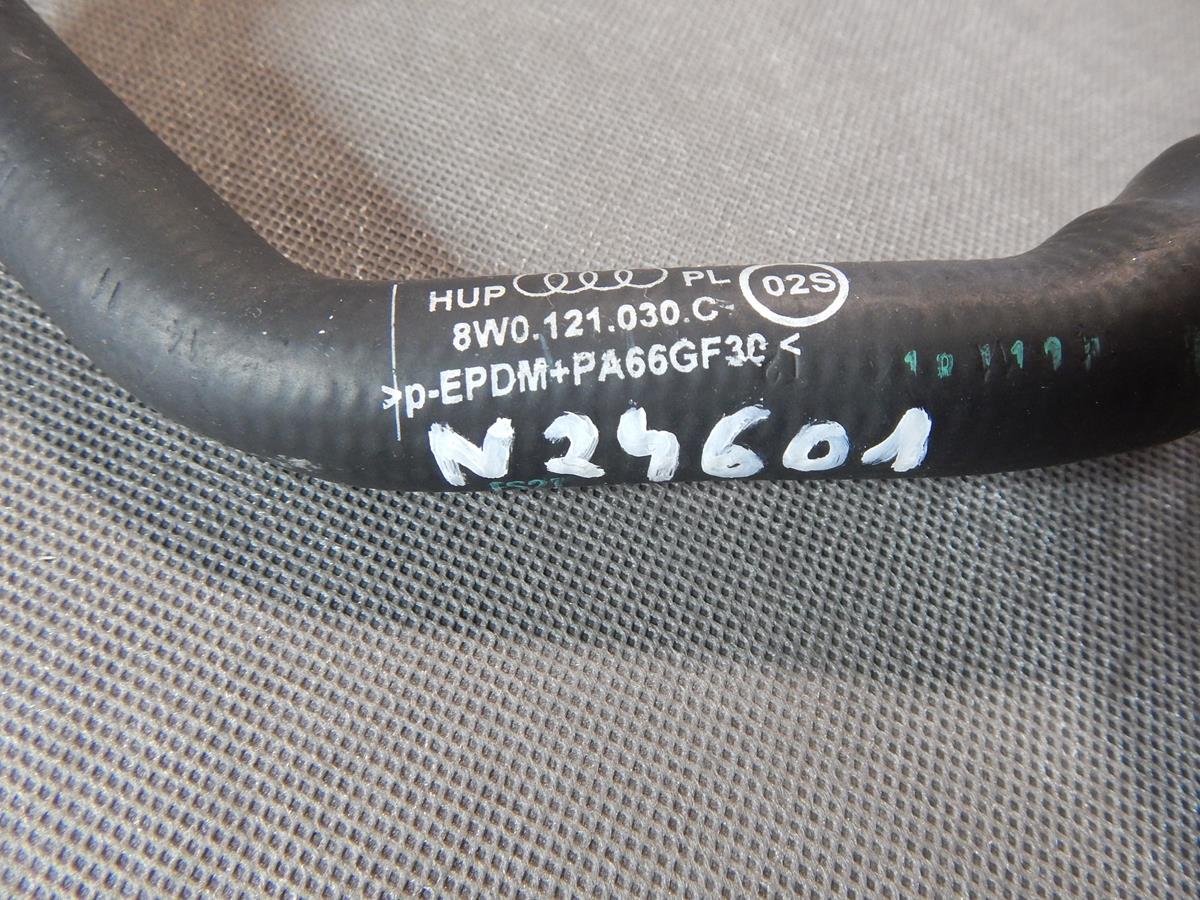 HUP PL 02S
8W0.121.030.C
>p-EPDM+PA66GF30<
N24601